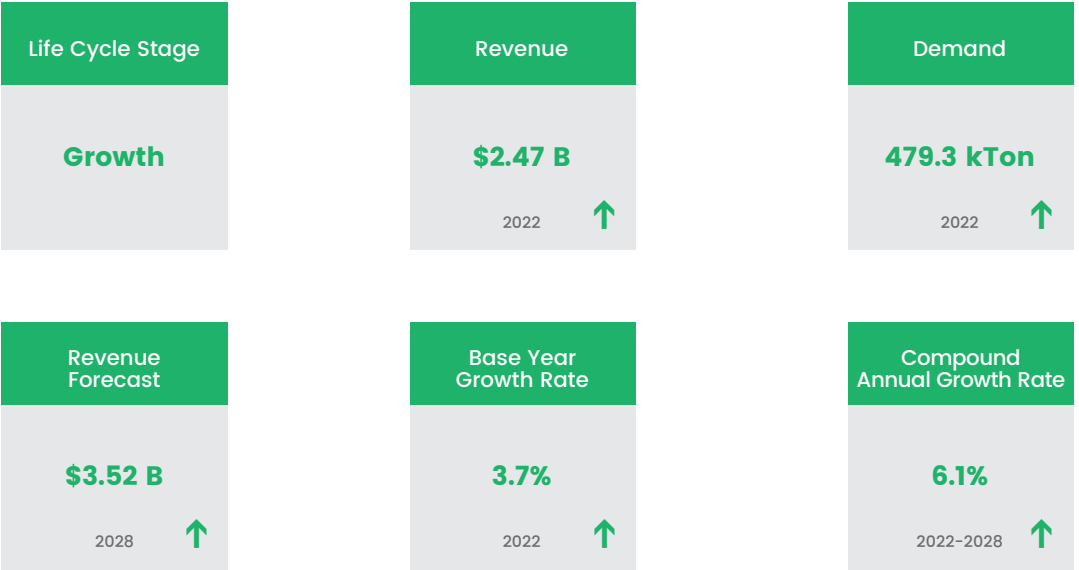 Life Cycle Stage
Growth
Revenue
$2.47 B
2022
Demand
479.3 kTon
2022
Revenue
Forecast
$3.52 B
2028
Base Year
Growth Rate
3.7%
2022
Compound
Annual Growth Rate
6.1%
2022-2028